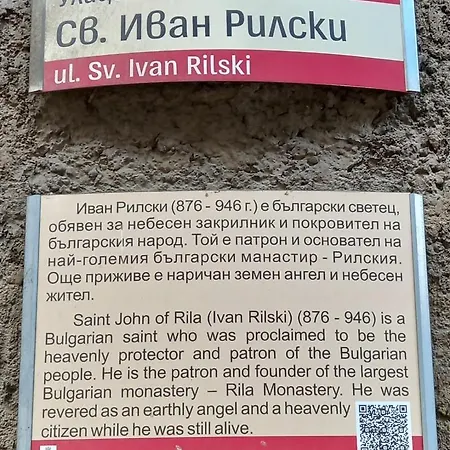 Улица
св. Иван Рилски
ul. Sv. Ivan Rilski
Иван Рилски (876 - 946 г.) е български светец,
обявен за небесен закрилник и покровител на
българския народ. Той е патрон и основател на
най-големия български манастир - Рилския.
Още приживе е наричан земен ангел и небесен
жител.
Saint John of Rila (Ivan Rilski) (876 - 946) is a
Bulgarian saint who was proclaimed to be the
heavenly protector and patron of the Bulgarian
people. He is the patron and founder of the largest
Bulgarian monastery – Rila Monastery. He was
revered as an earthly angel and a heavenly
citizen while he was still alive.